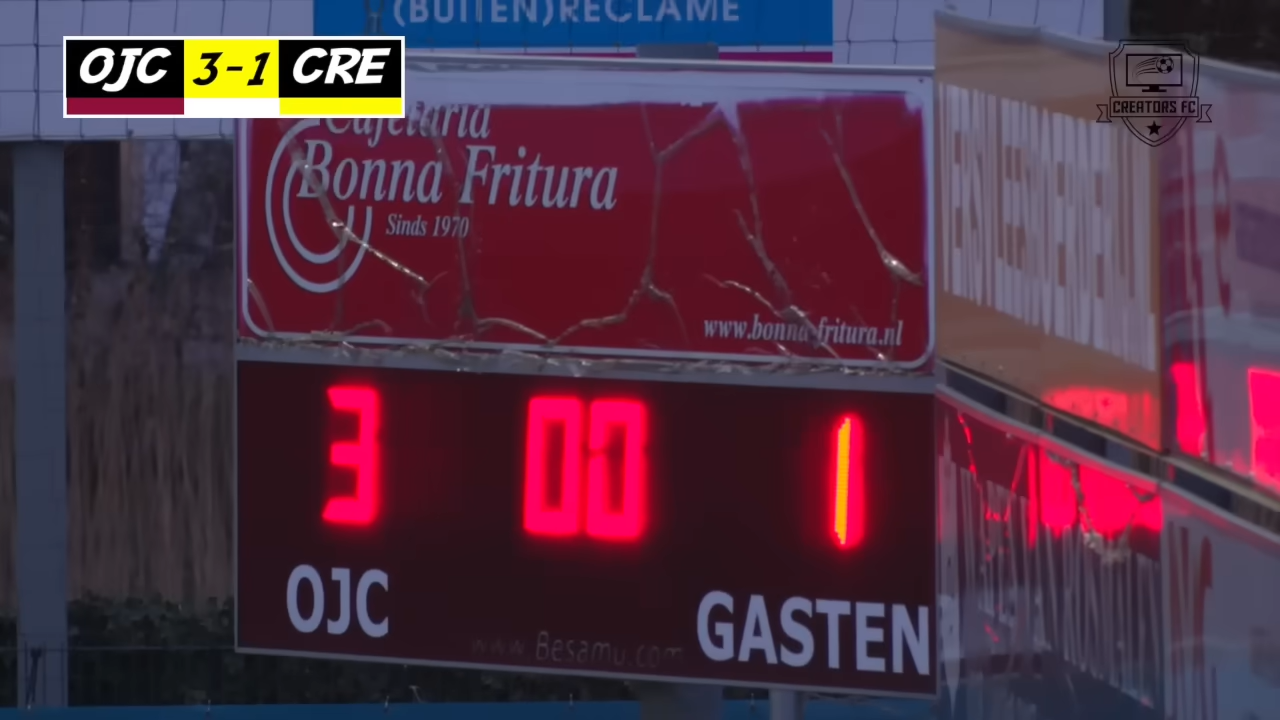 (BUITEN)RECLAME
OJC 3-1 CRE
CREATORS FC
Cafetaria
Bonna Fritura
Sinds 1970
www.bonna-fritura.nl
3 00 1
OJC GASTEN
www.Besamu.com